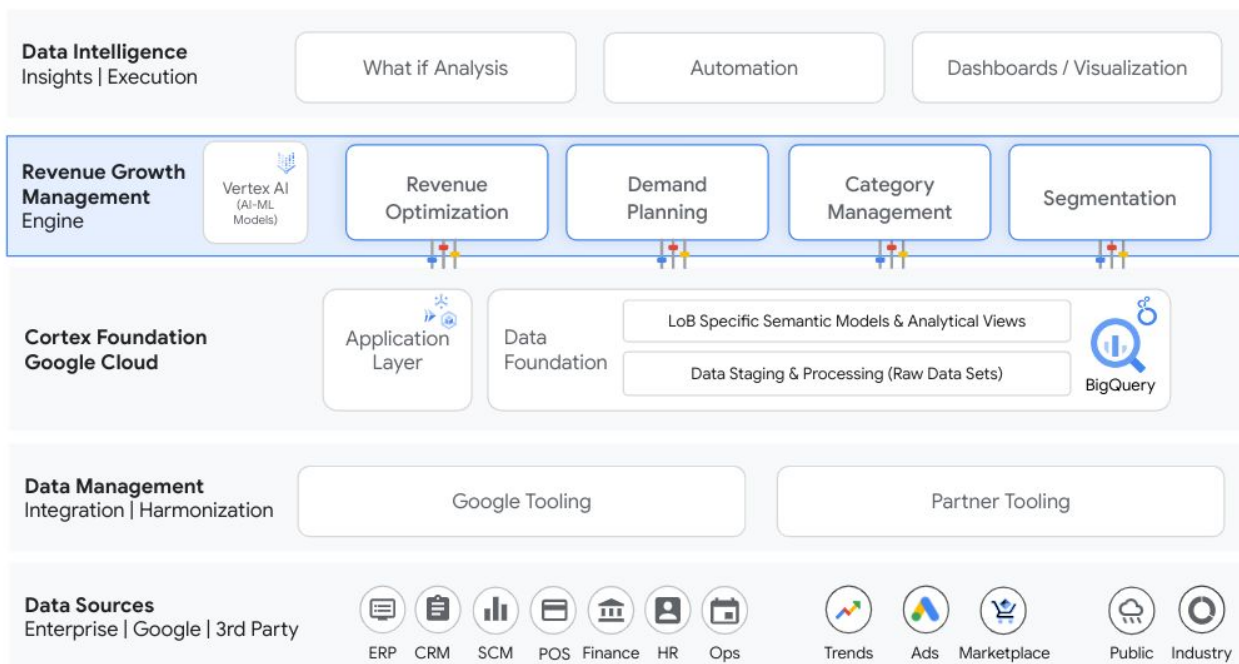 Data Intelligence
Insights | Execution
What if Analysis
Automation
Dashboards / Visualization
Revenue Growth
Management
Engine
Vertex AI
(AI-ML
Models)
Revenue
Optimization
Demand
Planning
Category
Management
Segmentation
Cortex Foundation
Google Cloud
Application
Layer
Data
Foundation
LoB Specific Semantic Models & Analytical Views
Data Staging & Processing (Raw Data Sets)
BigQuery
Data Management
Integration | Harmonization
Google Tooling
Partner Tooling
Data Sources
Enterprise | Google | 3rd Party
ERP
CRM
SCM
POS
Finance
HR
Ops
Trends
Ads
Marketplace
Public
Industry